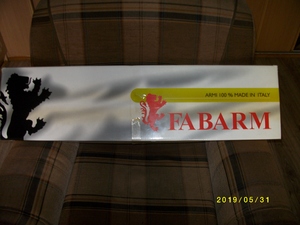 ARMI 100% MADE IN ITALY
FABARM
2019/05/31